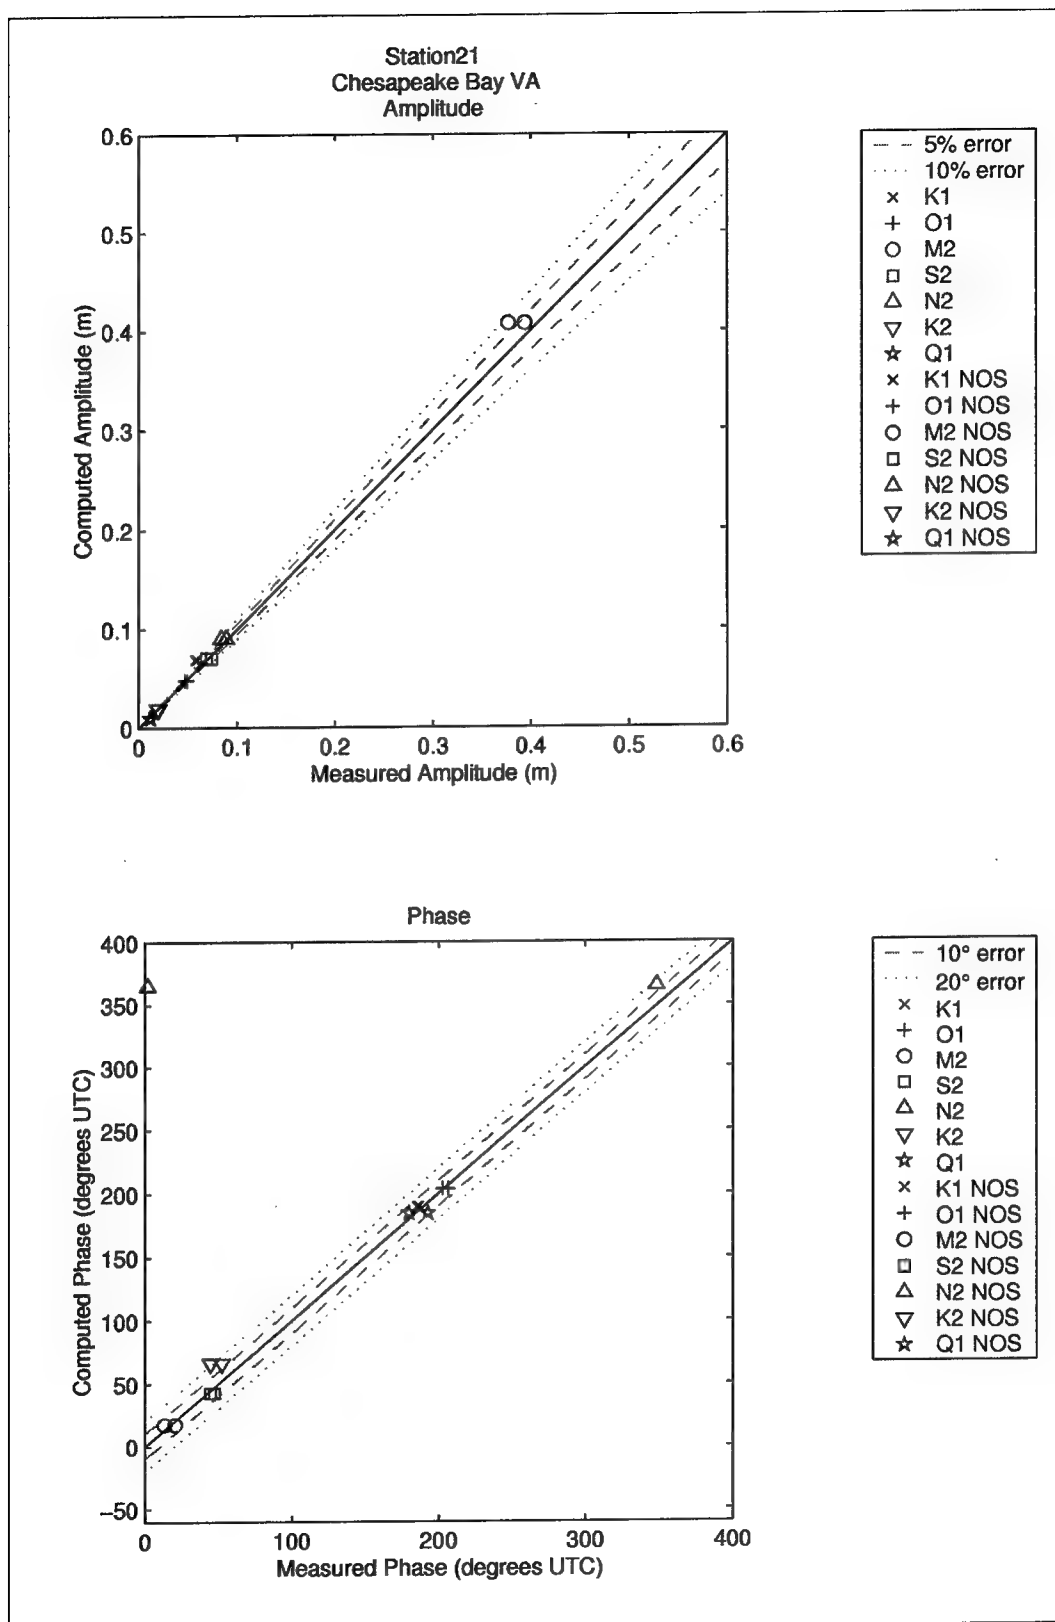 Station21
Chesapeake Bay VA
Amplitude
0.6
0.5
0.4
0.3
0.2
0.1
0
Computed Amplitude (m)
0
0.1
0.2
0.3
0.4
0.5
0.6
Measured Amplitude (m)
5% error
10% error
K1
O1
M2
S2
N2
K2
Q1
K1 NOS
O1 NOS
M2 NOS
S2 NOS
N2 NOS
K2 NOS
Q1 NOS
Phase
400
350
300
250
200
150
100
50
0
–50
Computed Phase (degrees UTC)
0
100
200
300
400
Measured Phase (degrees UTC)
10° error
20° error
K1
O1
M2
S2
N2
K2
Q1
K1 NOS
O1 NOS
M2 NOS
S2 NOS
N2 NOS
K2 NOS
Q1 NOS